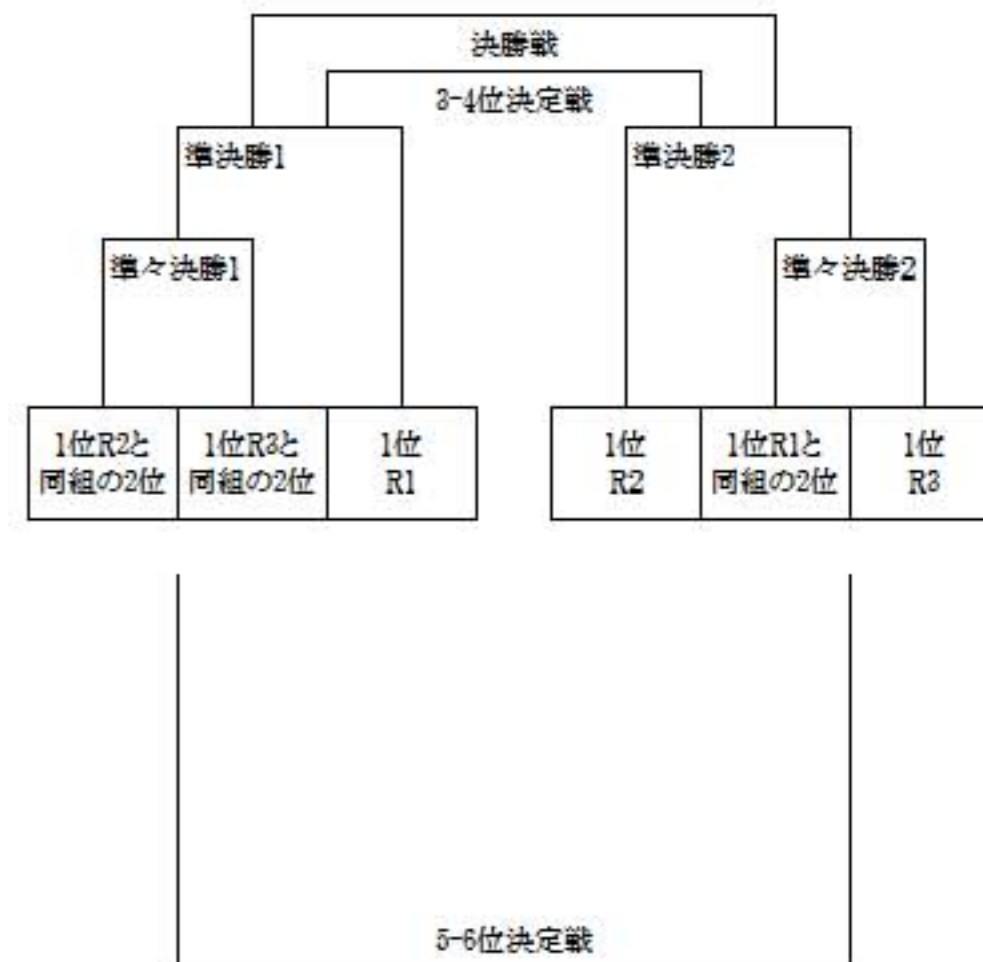 決勝戦
3-4位決定戦
準決勝1
準決勝2
準々決勝1
準々決勝2
1位R2と
同組の2位
1位R3と
同組の2位
1位
R1
1位
R2
1位R1と
同組の2位
1位
R3
5-6位決定戦